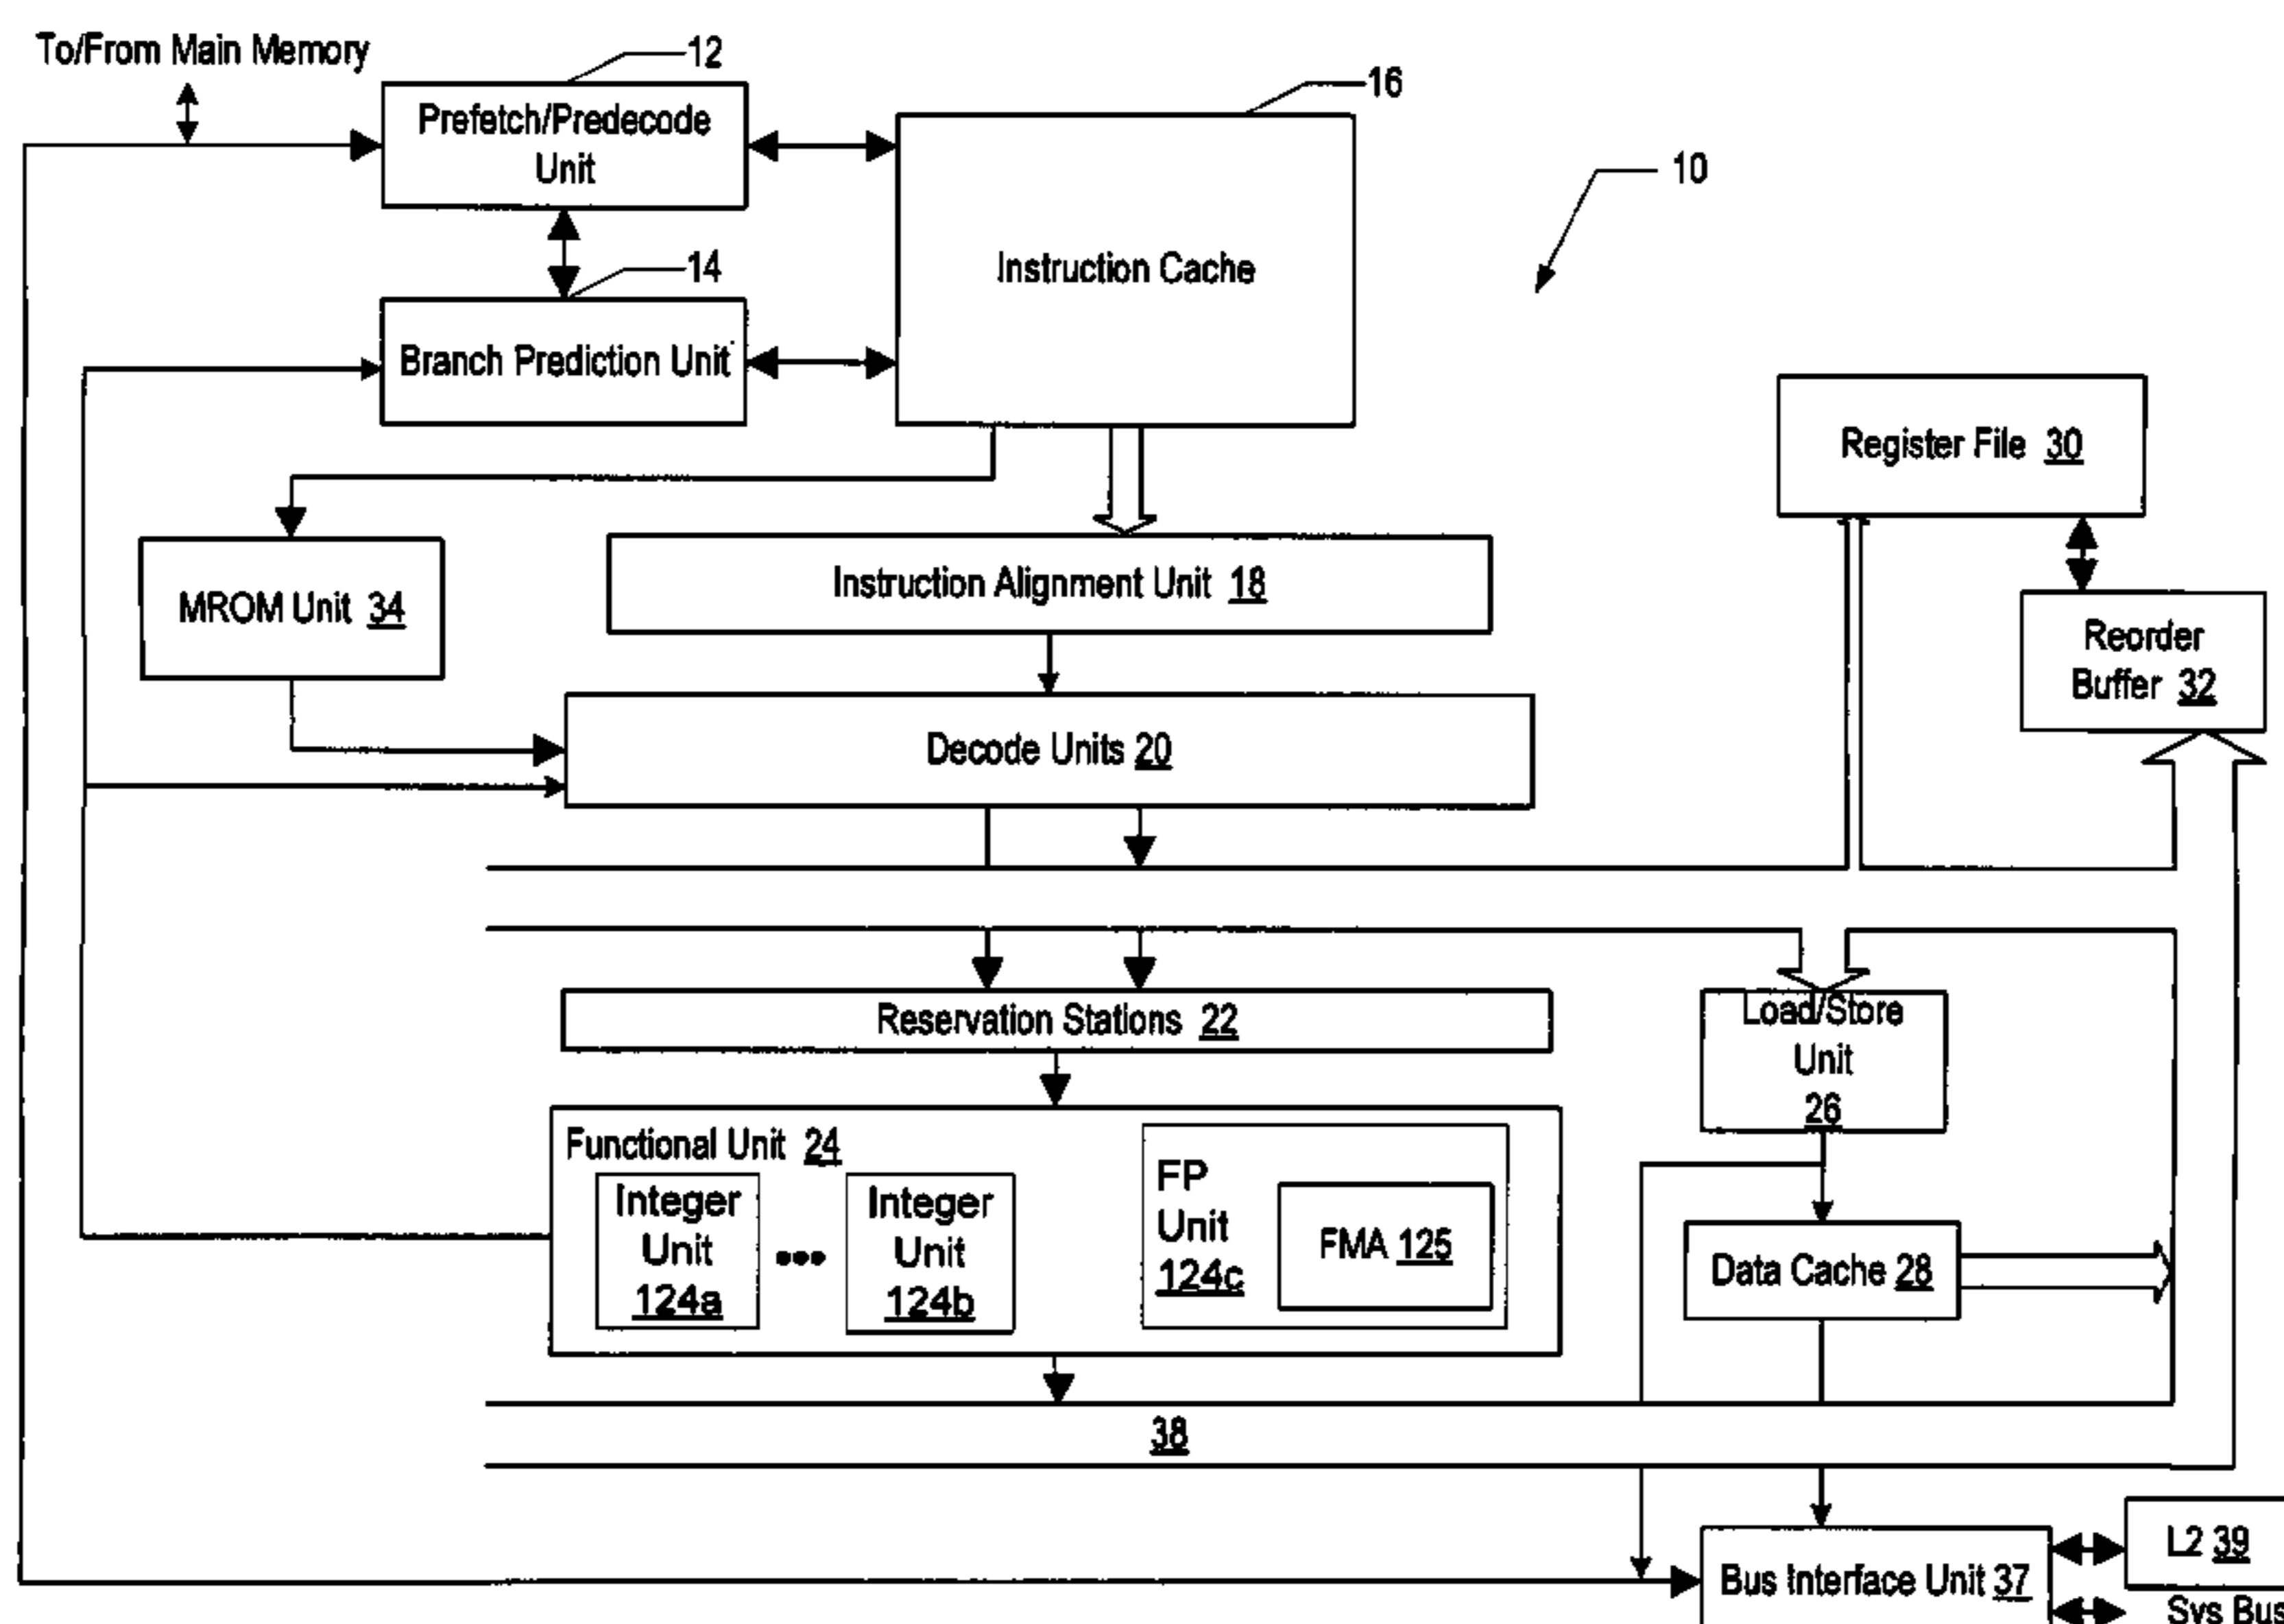 To/From Main Memory
12
Prefetch/Predecode
Unit
16
10
14
Instruction Cache
Branch Prediction Unit
Register File 30
MROM Unit 34
Instruction Alignment Unit 18
Reorder
Buffer 32
Decode Units 20
Reservation Stations 22
Load/Store
Unit
26
Functional Unit 24
Integer
Unit
124a
•••
Integer
Unit
124b
FP
Unit
124c
FMA 125
Data Cache 28
38
Bus Interface Unit 37
L2 39
Sys Bus